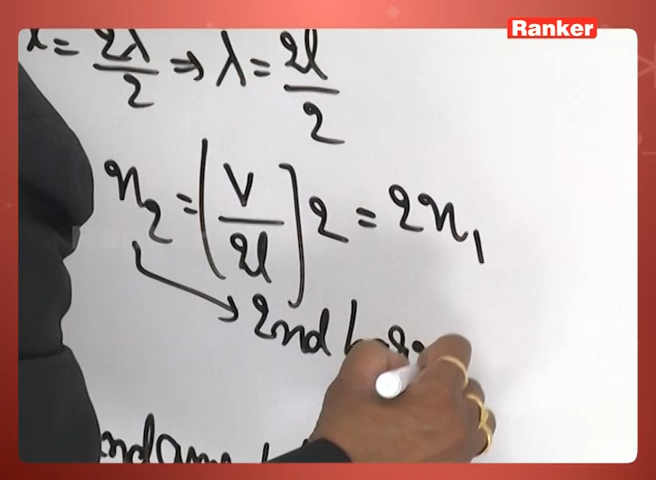 Ranker
l = 2λ/2 ⇒ λ = 2l/2
n₂ = (V/2l) 2 = 2n₁
2nd